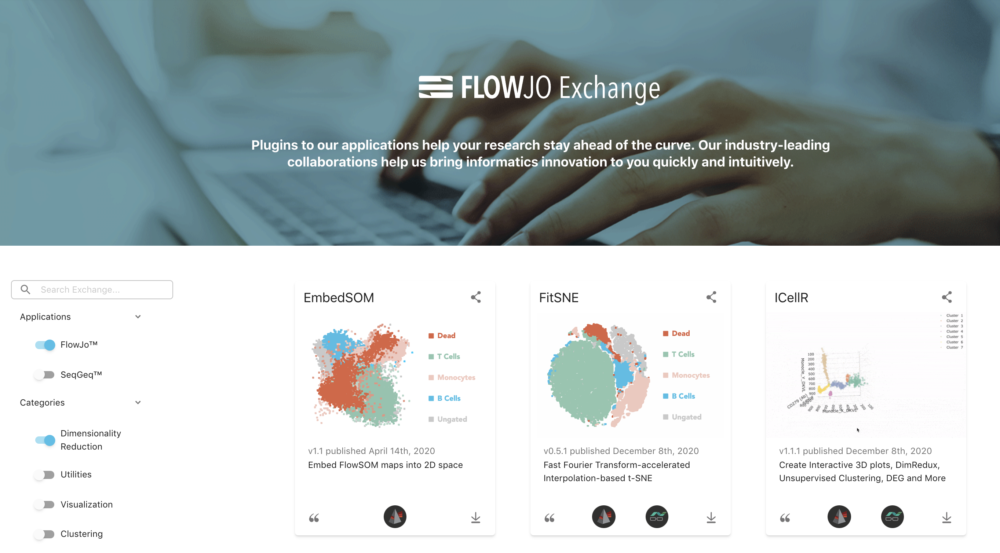 FLOWJO Exchange
Plugins to our applications help your research stay ahead of the curve. Our industry-leading
collaborations help us bring informatics innovation to you quickly and intuitively.
Search Exchange...
Applications
FlowJo™
SeqGeq™
Categories
Dimensionality
Reduction
Utilities
Visualization
Clustering
EmbedSOM
Dead
T Cells
Monocytes
B Cells
Ungated
v1.1 published April 14th, 2020
Embed FlowSOM maps into 2D space
FitSNE
Dead
T Cells
Monocytes
B Cells
Ungated
v0.5.1 published December 8th, 2020
Fast Fourier Transform-accelerated
Interpolation-based t-SNE
ICellR
Cluster 1
Cluster 2
Cluster 3
Cluster 4
Cluster 5
Cluster 6
Cluster 7
100
200
300
400
500
600
700
800
900
Monocle_Y_DKVL
CD279 (Ab)
Monocle_X_DKVL
v1.1.1 published December 8th, 2020
Create Interactive 3D plots, DimRedux,
Unsupervised Clustering, DEG and More